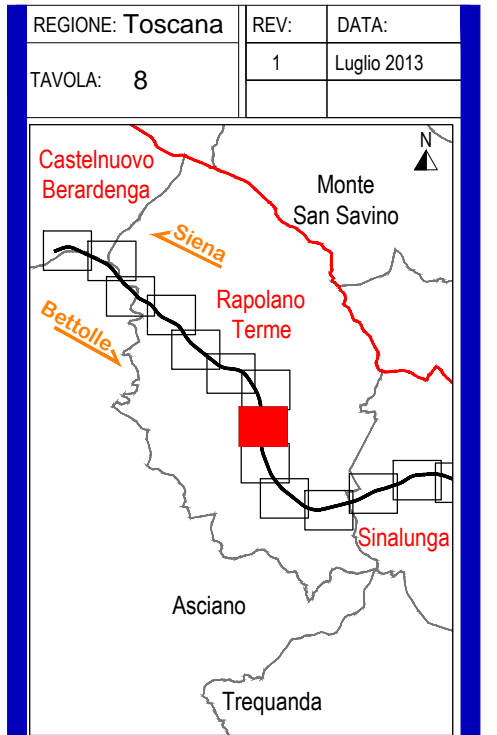 REGIONE: Toscana
REV:
DATA:
1
Luglio 2013
TAVOLA: 8
N
Castelnuovo
Berardenga
Monte
San Savino
Siena
Rapolano
Terme
Bettolle
Sinalunga
Asciano
Trequanda